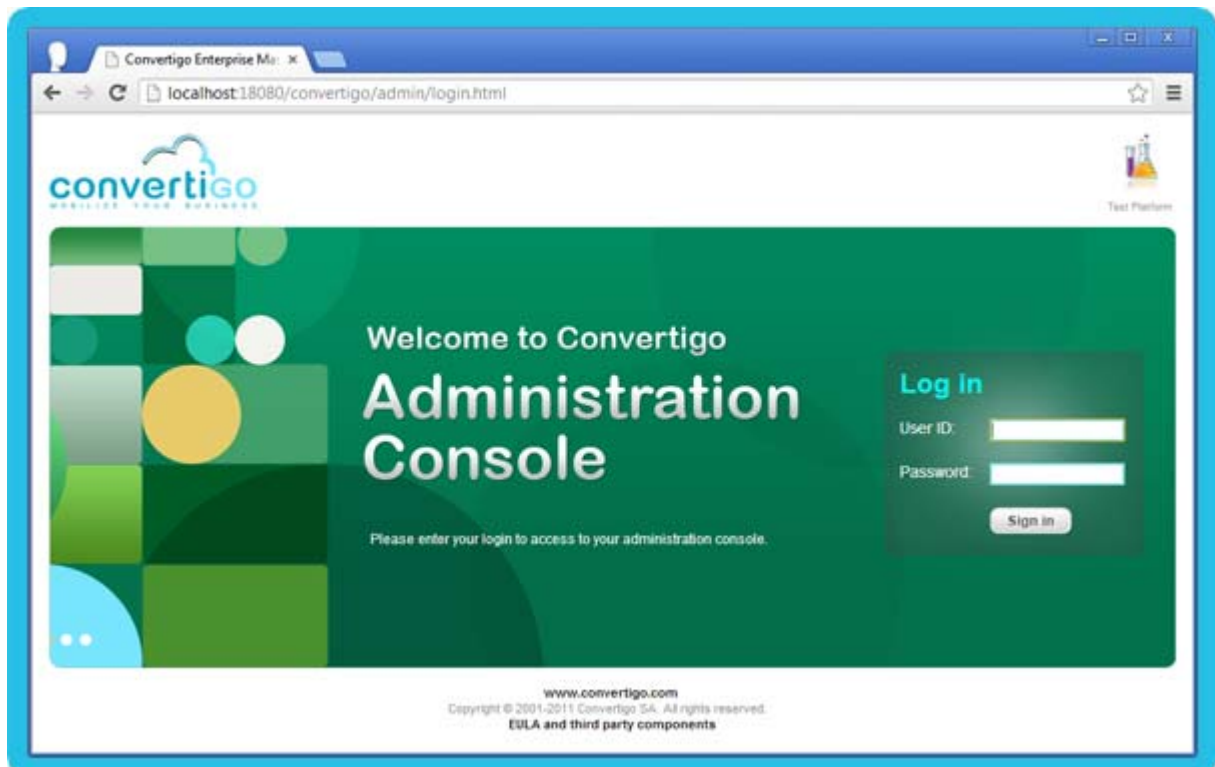 Convertigo Enterprise Ma
localhost:18080/convertigo/admin/login.html
convertigo
MOBILIZE YOUR BUSINESS
Test Platform
Welcome to Convertigo
Administration
Console
Please enter your login to access to your administration console.
Log in
User ID:
Password:
Sign in
www.convertigo.com
Copyright © 2001-2011 Convertigo SA. All rights reserved.
EULA and third party components